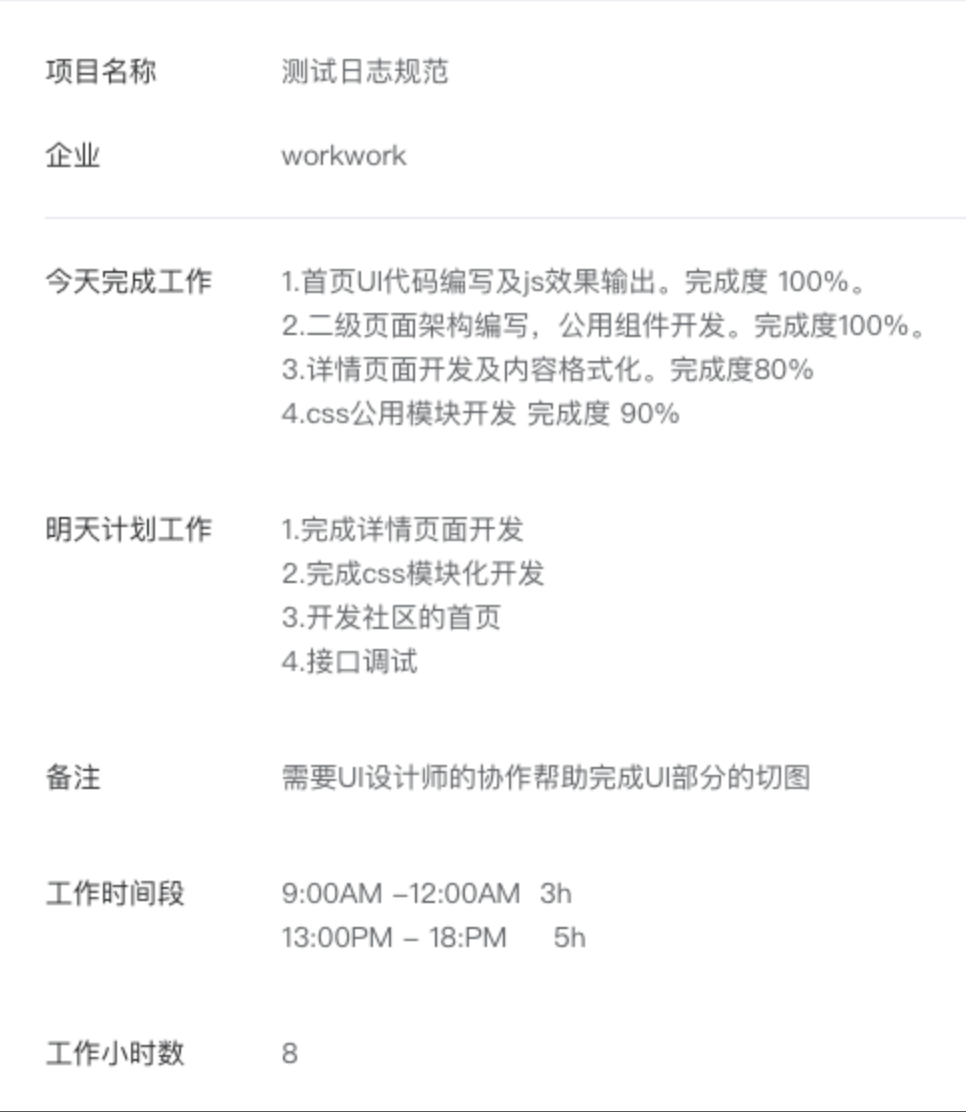 项目名称 测试日志规范
企业 workwork
今天完成工作 1.首页UI代码编写及js效果输出。完成度 100%。
2.二级页面架构编写，公用组件开发。完成度100%。
3.详情页面开发及内容格式化。完成度80%
4.css公用模块开发 完成度 90%
明天计划工作 1.完成详情页面开发
2.完成css模块化开发
3.开发社区的首页
4.接口调试
备注 需要UI设计师的协作帮助完成UI部分的切图
工作时间段 9:00AM –12:00AM 3h
13:00PM – 18:PM 5h
工作小时数 8